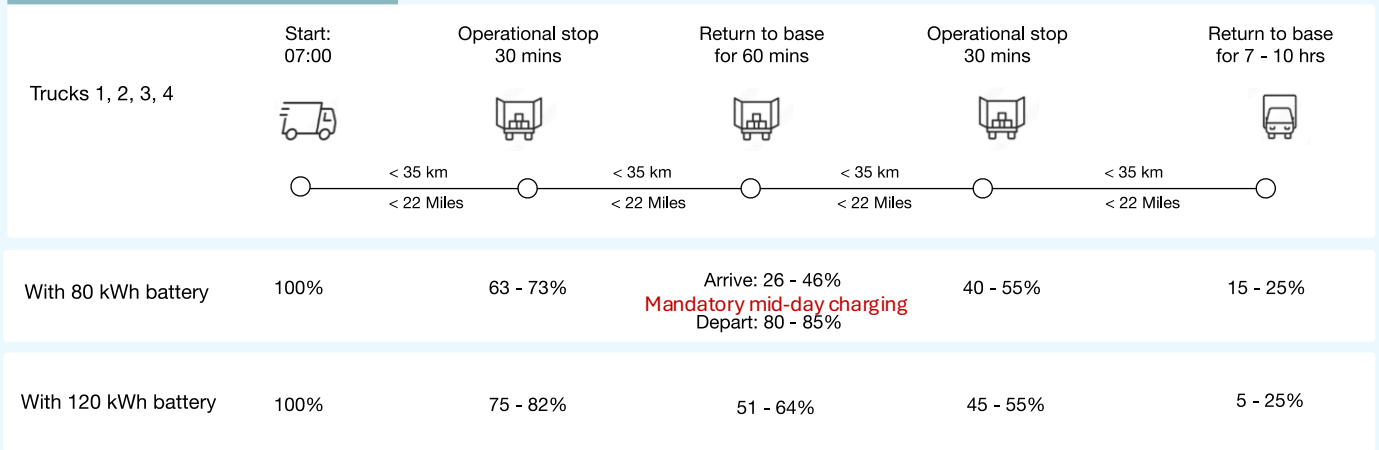 Start:
07:00
Operational stop
30 mins
Return to base
for 60 mins
Operational stop
30 mins
Return to base
for 7 - 10 hrs
Trucks 1, 2, 3, 4
< 35 km
< 35 km
< 35 km
< 35 km
< 22 Miles
< 22 Miles
< 22 Miles
< 22 Miles
With 80 kWh battery
100%
63 - 73%
Arrive: 26 - 46%
Mandatory mid-day charging
Depart: 80 - 85%
40 - 55%
15 - 25%
With 120 kWh battery
100%
75 - 82%
51 - 64%
45 - 55%
5 - 25%